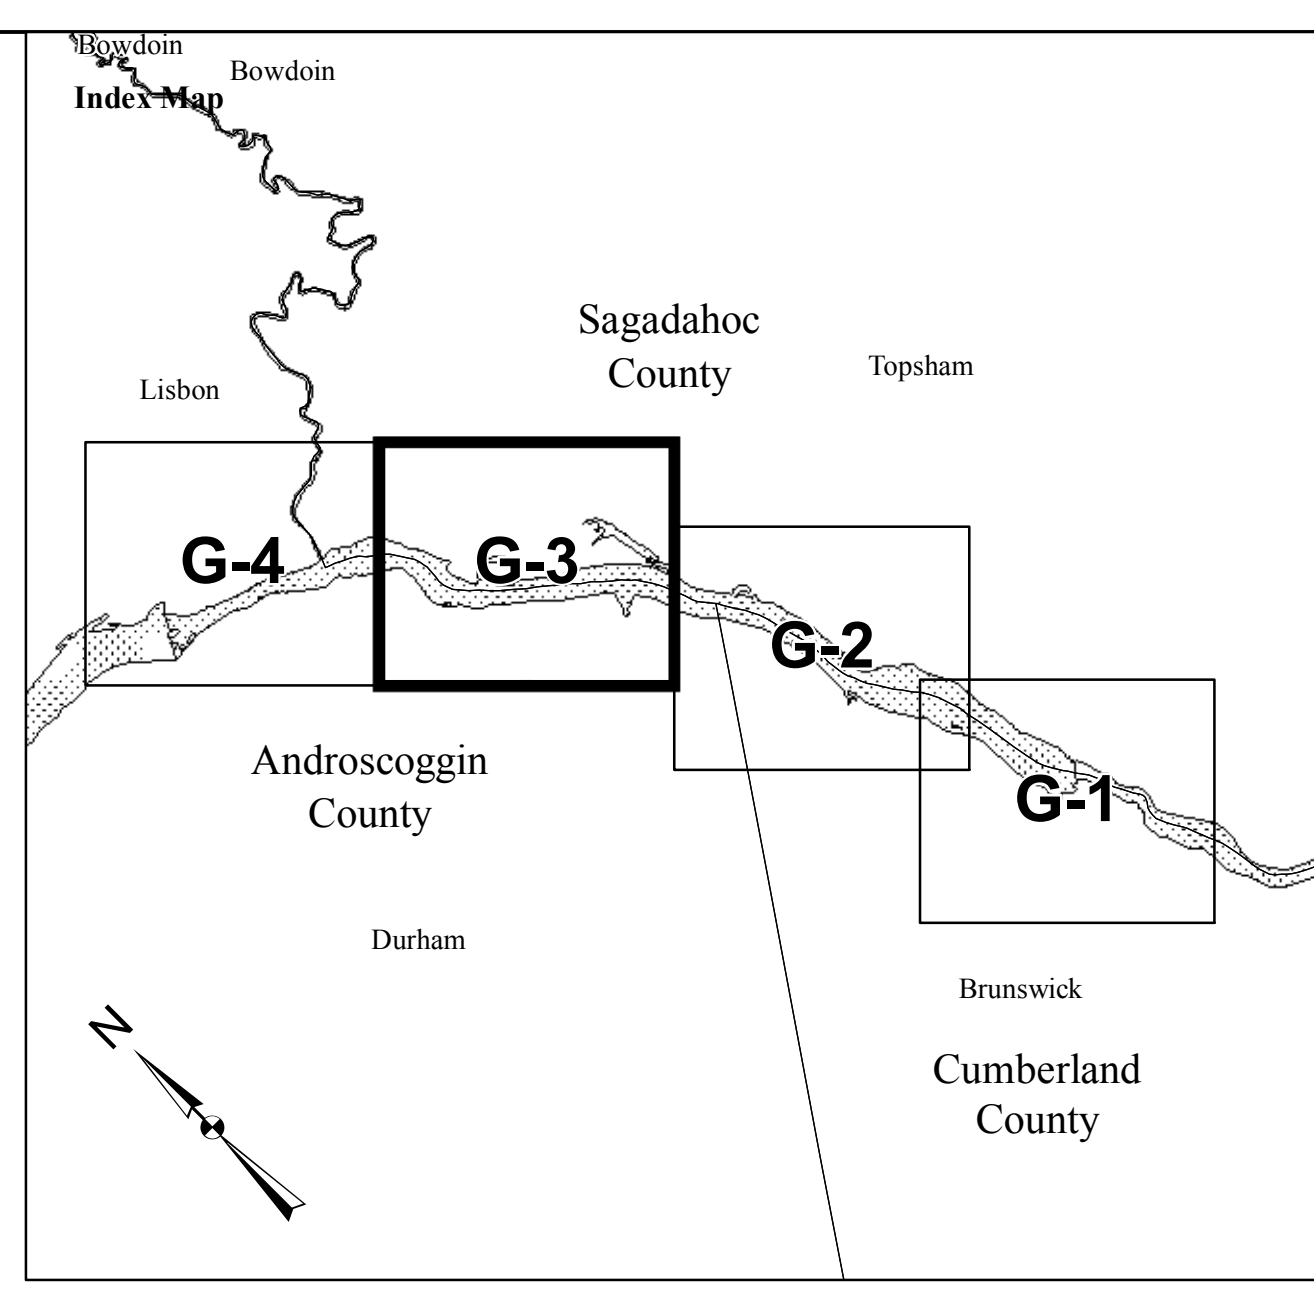 Bowdoin
Bowdoin
Index Map
Sagadahoc
County
Topsham
Lisbon
G-4
G-3
G-2
G-1
Androscoggin
County
Durham
Brunswick
N
Cumberland
County